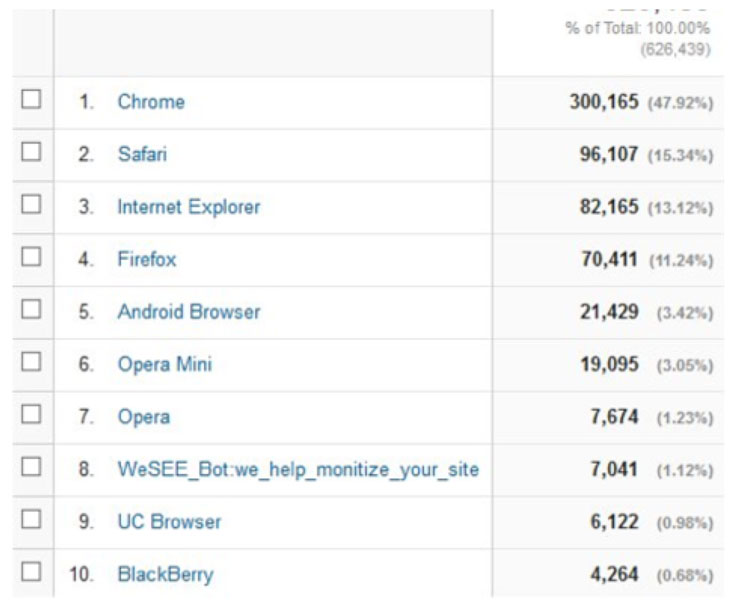 % of Total: 100.00%
(626,439)
1. Chrome 300,165 (47.92%)
2. Safari 96,107 (15.34%)
3. Internet Explorer 82,165 (13.12%)
4. Firefox 70,411 (11.24%)
5. Android Browser 21,429 (3.42%)
6. Opera Mini 19,095 (3.05%)
7. Opera 7,674 (1.23%)
8. WeSEE_Bot:we_help_monitize_your_site 7,041 (1.12%)
9. UC Browser 6,122 (0.98%)
10. BlackBerry 4,264 (0.68%)